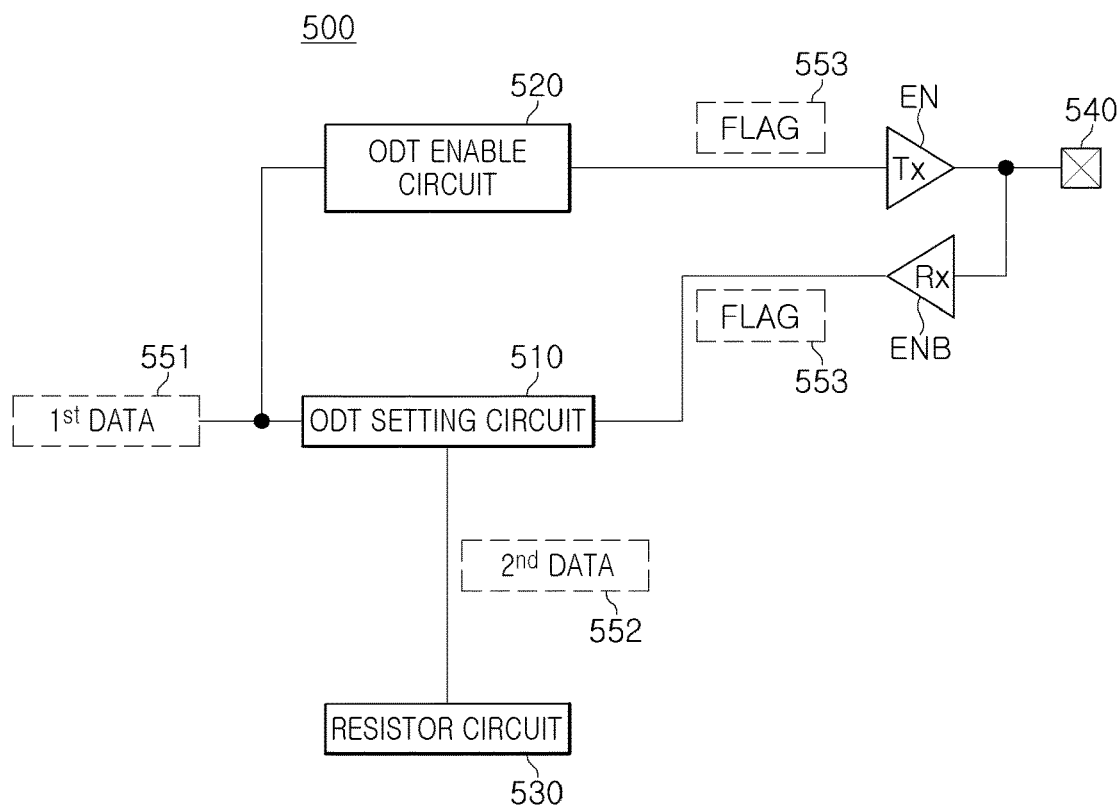 500
553
520
EN
540
FLAG
ODT ENABLE
CIRCUIT
Tx
Rx
FLAG
ENB
553
551
510
1st DATA
ODT SETTING CIRCUIT
2nd DATA
552
RESISTOR CIRCUIT
530